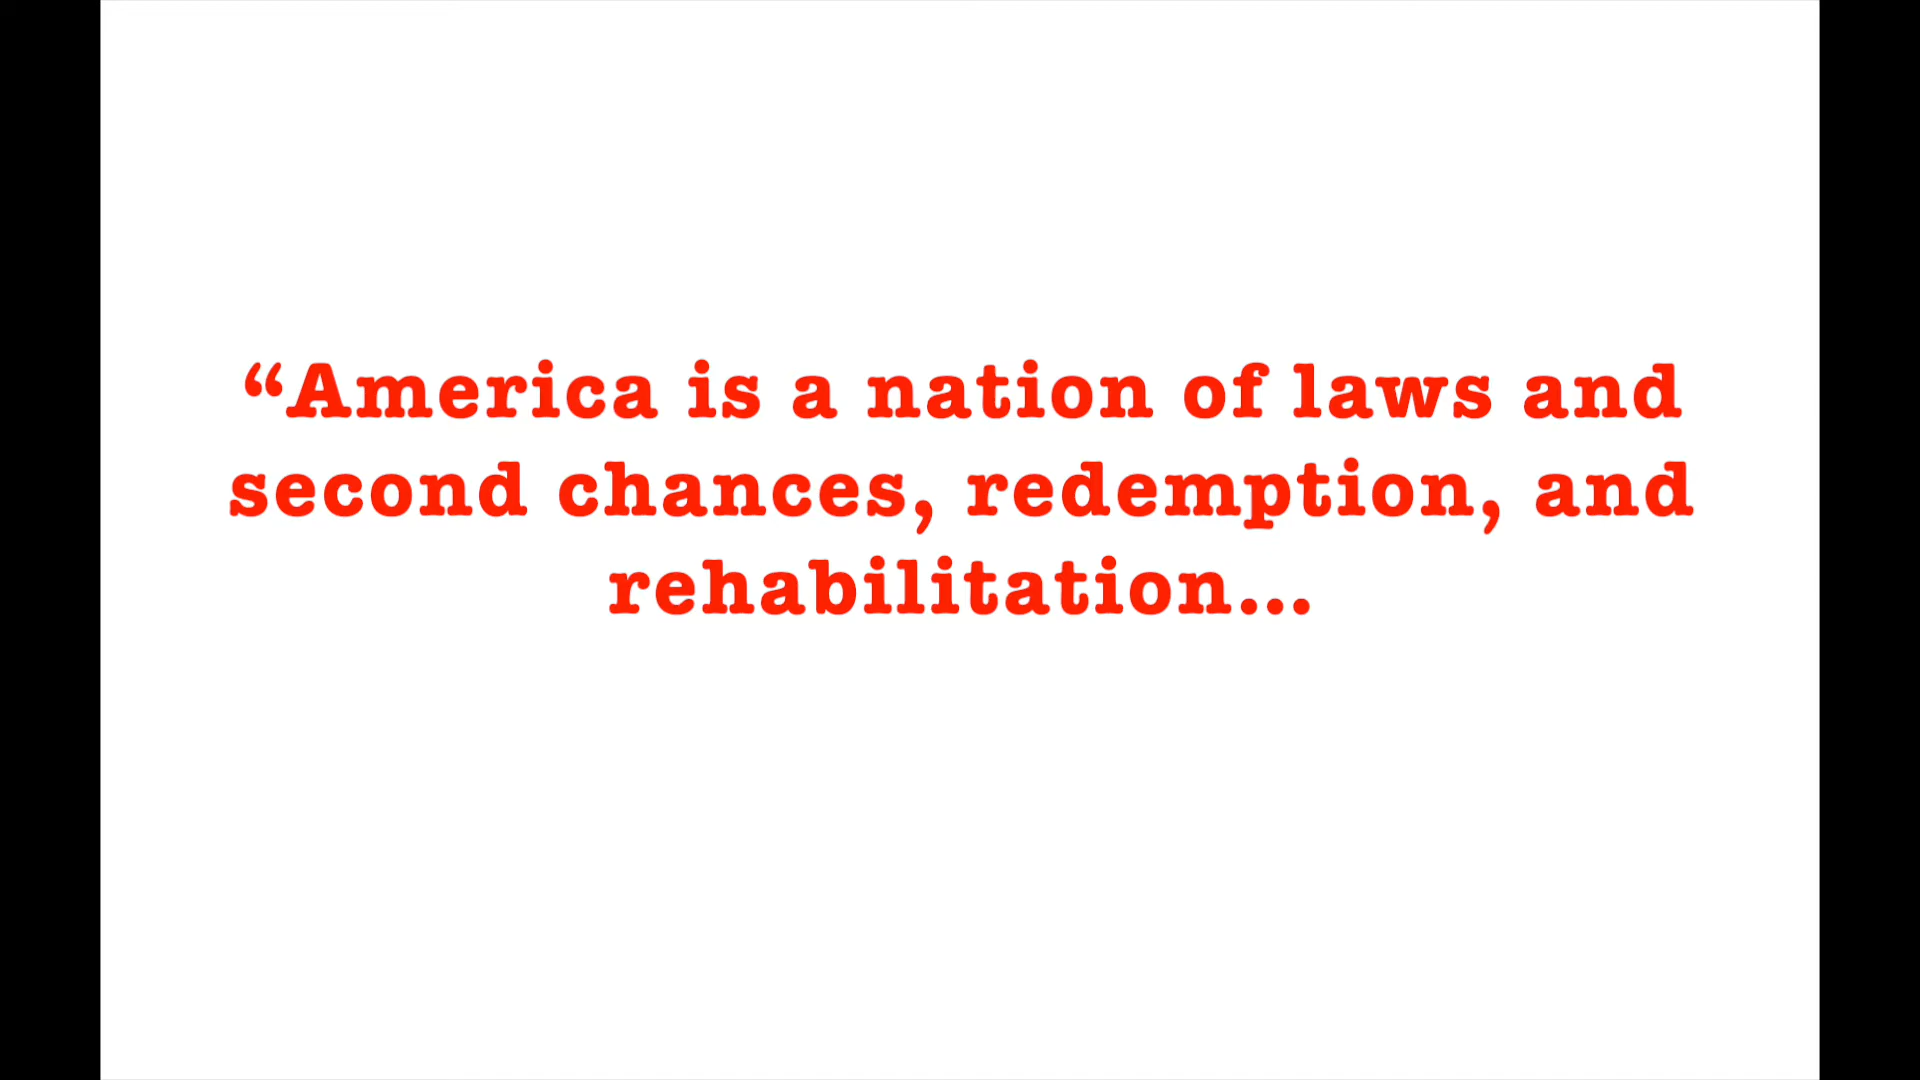 “America is a nation of laws and
second chances, redemption, and
rehabilitation...